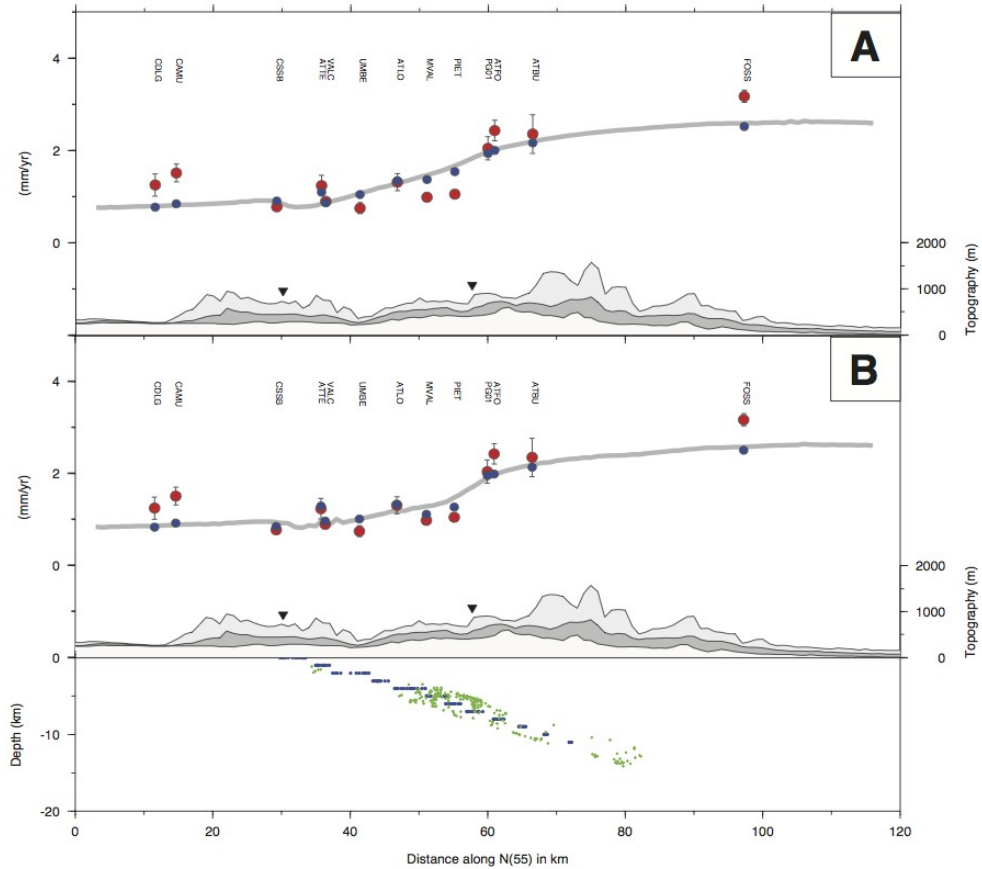 A
4
2
0
(mm/yr)
CDLG
CAMU
CSSB
ATTE
VALC
UMBE
ATLO
MVAL
PIET
PG01
ATFO
ATBU
FOSS
2000
1000
0
Topography (m)
B
4
2
0
(mm/yr)
CDLG
CAMU
CSSB
ATTE
VALC
UMBE
ATLO
MVAL
PIET
PG01
ATFO
ATBU
FOSS
2000
1000
0
Topography (m)
0
-10
-20
Depth (km)
0 20 40 60 80 100 120
Distance along N(55) in km